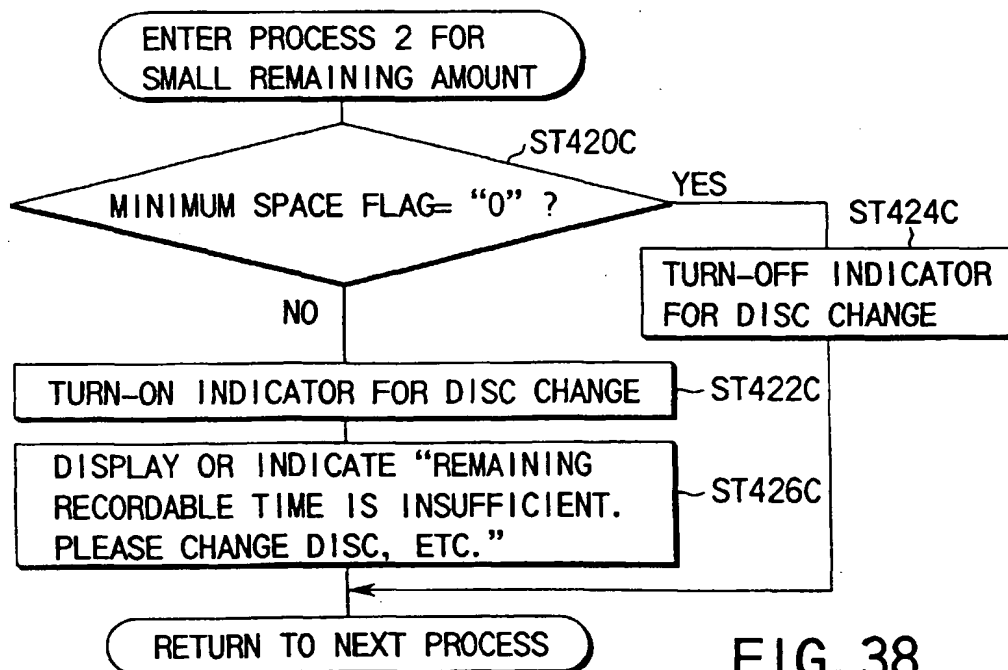 ENTER PROCESS 2 FOR
SMALL REMAINING AMOUNT
ST420C
MINIMUM SPACE FLAG= “0” ?
YES
ST424C
TURN–OFF INDICATOR
FOR DISC CHANGE
NO
TURN–ON INDICATOR FOR DISC CHANGE
ST422C
DISPLAY OR INDICATE “REMAINING
RECORDABLE TIME IS INSUFFICIENT.
PLEASE CHANGE DISC, ETC.”
ST426C
RETURN TO NEXT PROCESS
FIG. 38